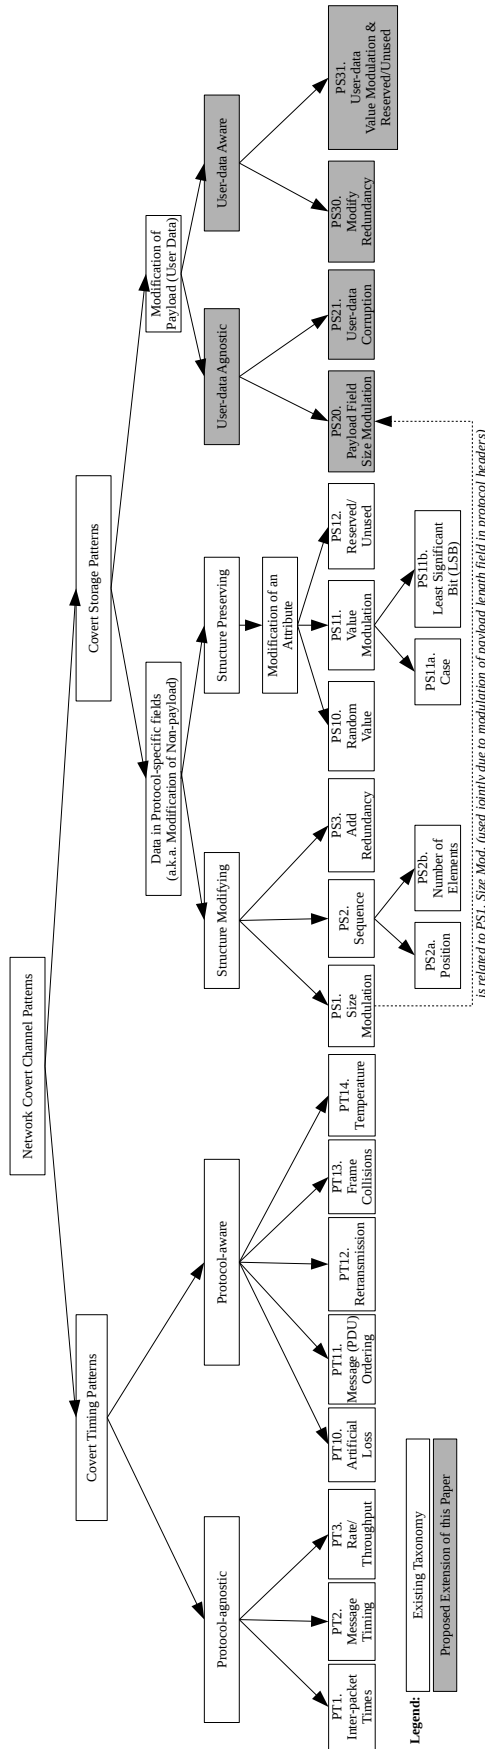 Network Covert Channel Patterns
Covert Timing Patterns
Covert Storage Patterns
Data in Protocol-specific fields
(a.k.a. Modification of Non-payload)
Modification of
Payload (User Data)
Protocol-agnostic
Protocol-aware
Structure Modifying
Structure Preserving
User-data Agnostic
User-data Aware
Modification of an
Attribute
PT1.
Inter-packet
Times
PT2.
Message
Timing
PT3.
Rate/
Throughput
PT10.
Artificial
Loss
PT11.
Message (PDU)
Ordering
PT12.
Retransmission
PT13.
Frame
Collisions
PT14.
Temperature
PS1.
Size
Modulation
PS2.
Sequence
PS3.
Add
Redundancy
PS10.
Random
Value
PS11.
Value
Modulation
PS12.
Reserved/
Unused
PS20.
Payload Field
Size Modulation
PS21.
User-data
Corruption
PS30.
Modify
Redundancy
PS31.
User-data
Value Modulation &
Reserved/Unused
PS2a.
Position
PS2b.
Number of
Elements
PS11a.
Case
PS11b.
Least Significant
Bit (LSB)
is related to PS1. Size Mod. (used jointly due to modulation of payload length field in protocol headers)
Legend:
Existing Taxonomy
Proposed Extension of this Paper